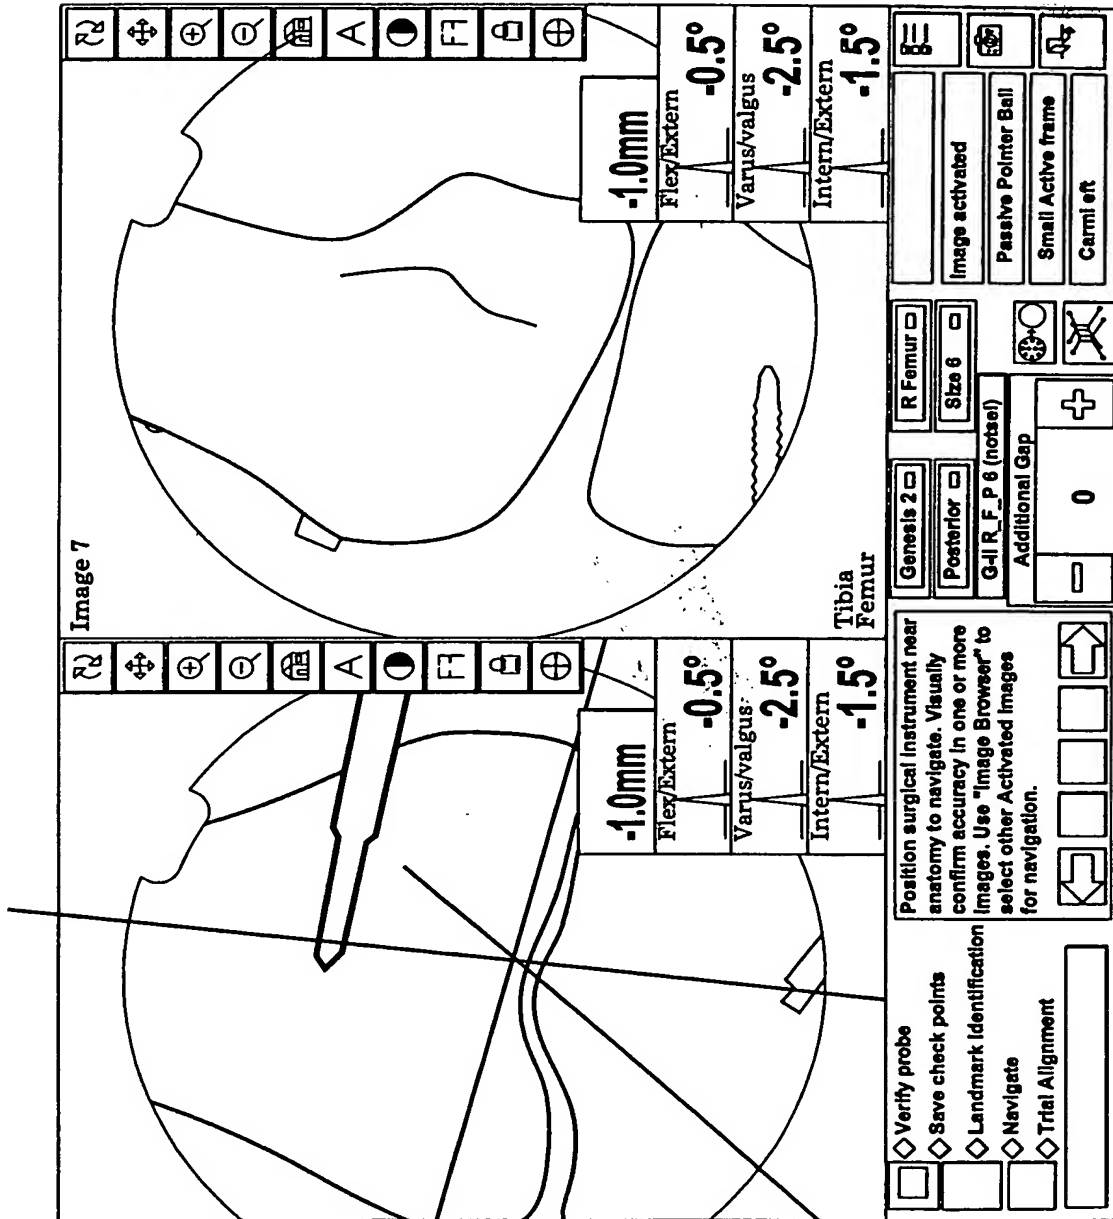 Image 7
-1.0mm
Flex/Extern
-0.5°
Varus/valgus
-2.5°
Intern/Extern
-1.5°
-1.0mm
Flex/Extern
-0.5°
Varus/valgus
-2.5°
Intern/Extern
-1.5°
Tibia
Femur
Verify probe
Save check points
Landmark Identification
Navigate
Trial Alignment
Position surgical instrument near
anatomy to navigate. Visually
confirm accuracy in one or more
Images. Use "Image Browser" to
select other Activated Images
for navigation.
Genesis 2
R Femur
Posterior
Size 6
G-II R_F_P 6 (notsel)
Additional Gap
0
Image activated
Passive Pointer Ball
Small Active frame